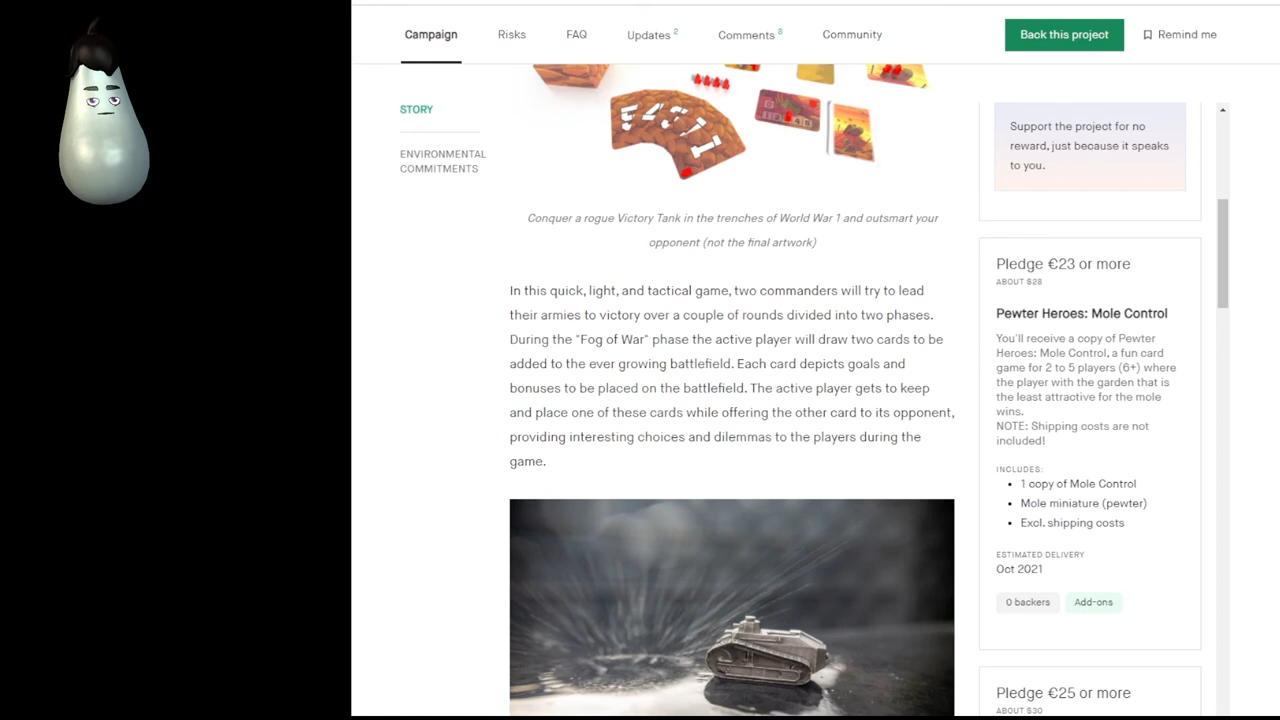 Campaign
Risks
FAQ
Updates 2
Comments 8
Community
Back this project
Remind me
STORY
ENVIRONMENTAL
COMMITMENTS
Conquer a rogue Victory Tank in the trenches of World War 1 and outsmart your
opponent (not the final artwork)
In this quick, light, and tactical game, two commanders will try to lead
their armies to victory over a couple of rounds divided into two phases.
During the "Fog of War" phase the active player will draw two cards to be
added to the ever growing battlefield. Each card depicts goals and
bonuses to be placed on the battlefield. The active player gets to keep
and place one of these cards while offering the other card to its opponent,
providing interesting choices and dilemmas to the players during the
game.
Support the project for no
reward, just because it speaks
to you.
Pledge €23 or more
ABOUT $28
Pewter Heroes: Mole Control
You'll receive a copy of Pewter
Heroes: Mole Control, a fun card
game for 2 to 5 players (6+) where
the player with the garden that is
the least attractive for the mole
wins.
NOTE: Shipping costs are not
included!
INCLUDES:
• 1 copy of Mole Control
• Mole miniature (pewter)
• Excl. shipping costs
ESTIMATED DELIVERY
Oct 2021
0 backers
Add-ons
Pledge €25 or more
ABOUT $30